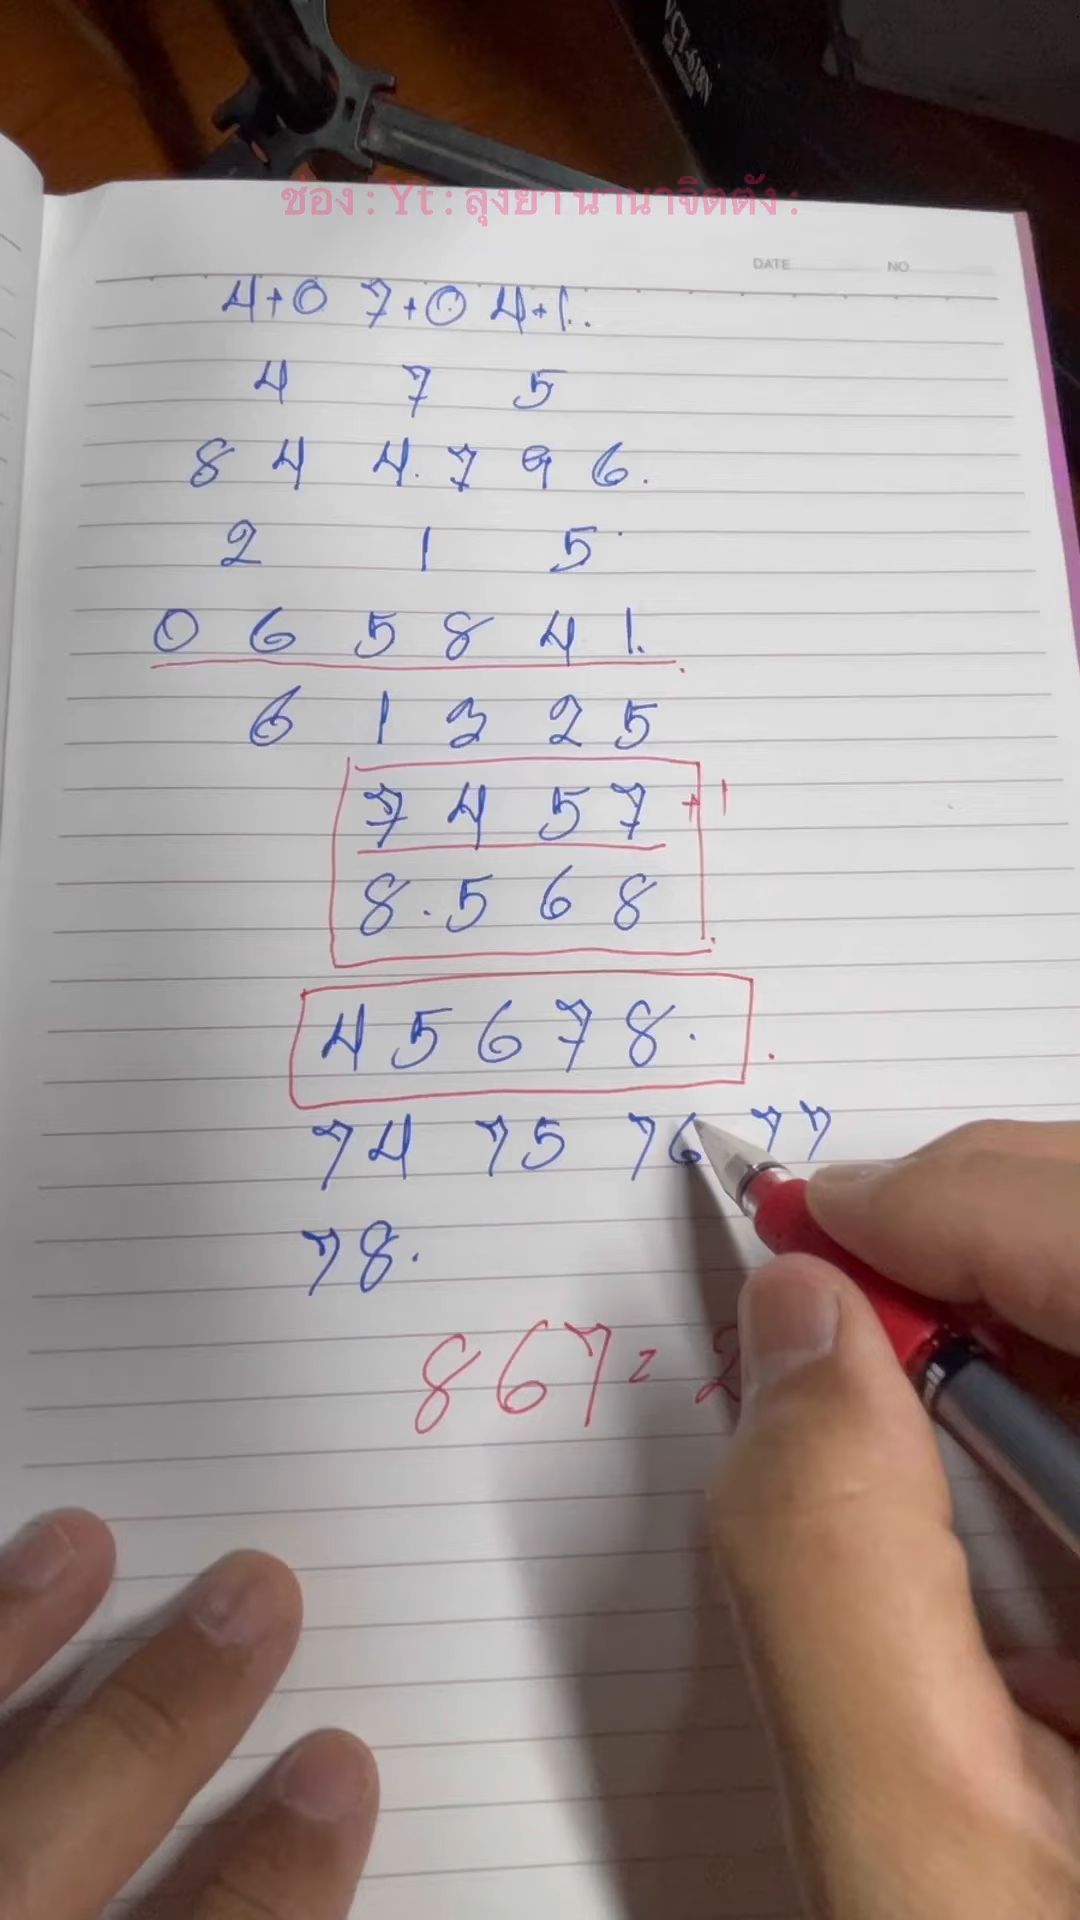 VCT-618N
ช่อง : Yt : ลุงยา นานาจิตตัง :
DATE NO
4+0 7+0 4+1.
4 7 5
8 4 4.7 9 6.
2 1 5
0 6 5 8 4 1.
6 1 3 2 5
7 4 5 7 +1
8.5 6 8
4 5 6 7 8.
74 75 76 77
78.
867 = 2